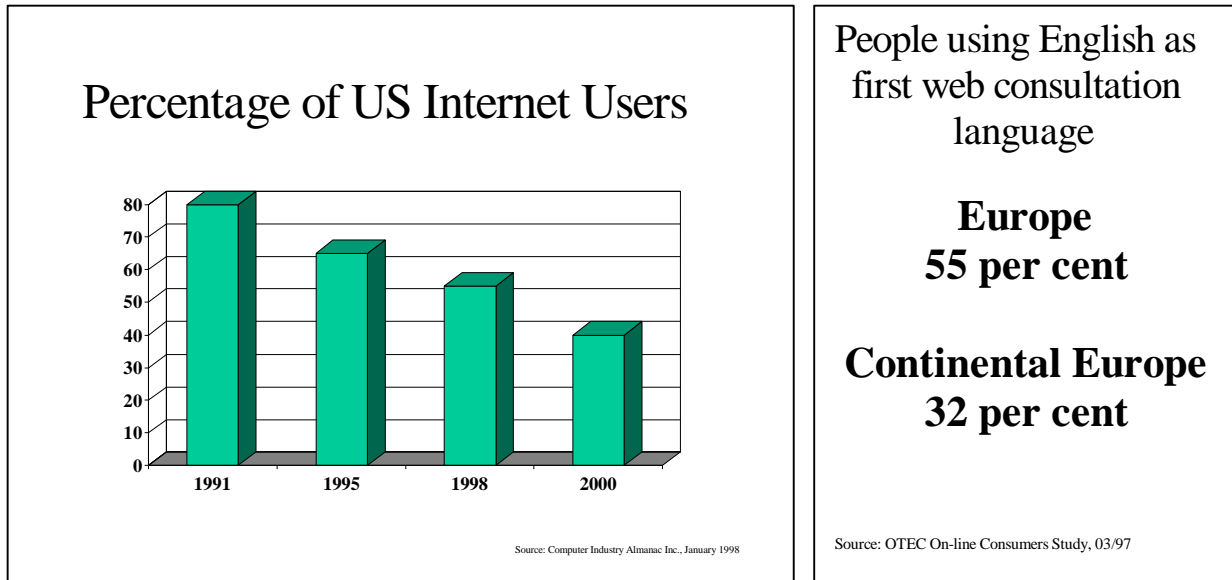 Percentage of US Internet Users
80
70
60
50
40
30
20
10
0
1991 1995 1998 2000
Source: Computer Industry Almanac Inc., January 1998
People using English as
first web consultation
language
Europe
55 per cent
Continental Europe
32 per cent
Source: OTEC On-line Consumers Study, 03/97